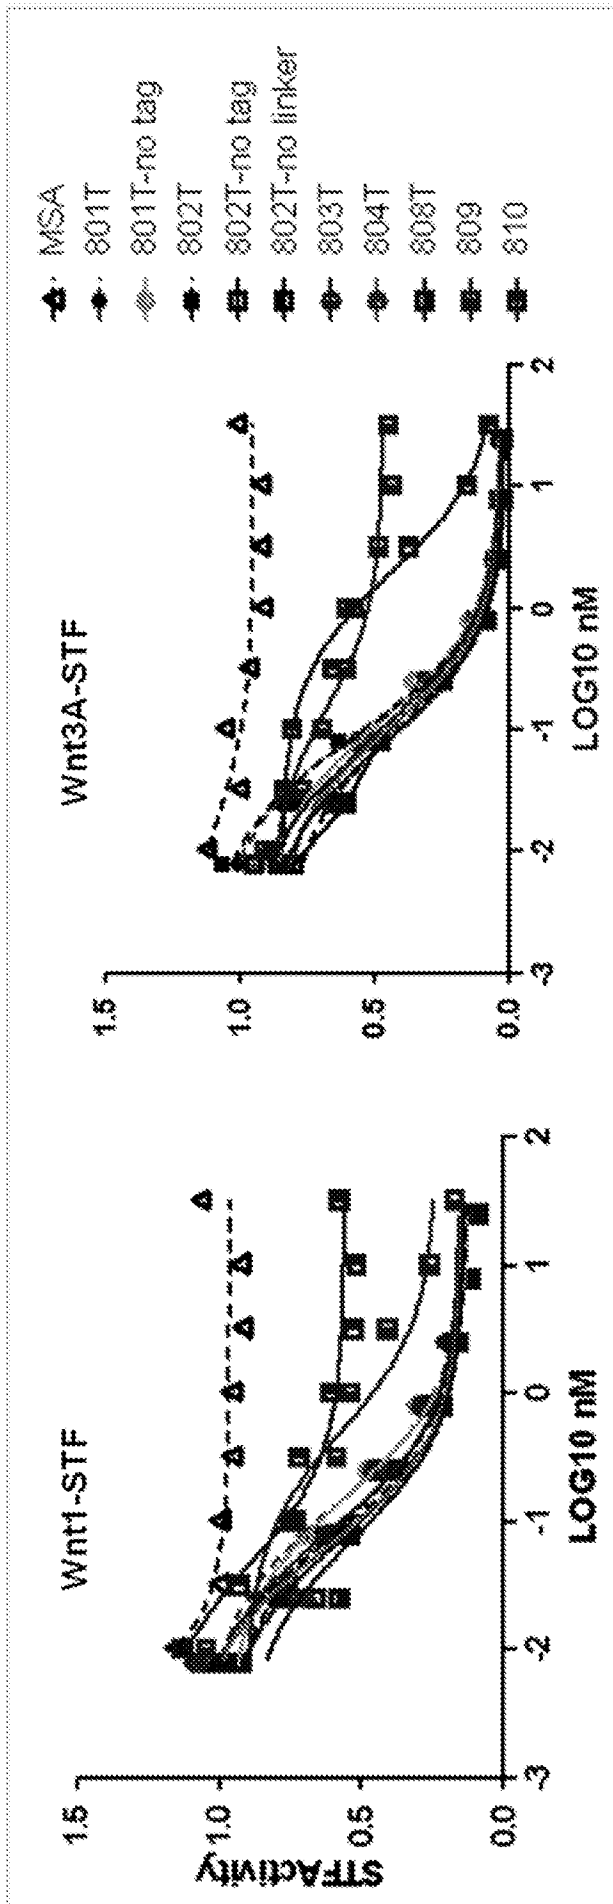 Wnt1-STF
STFActivity
1.5
1.0
0.5
0.0
-3
-2
-1
0
1
2
LOG10 nM
Wnt3A-STF
1.5
1.0
0.5
0.0
-3
-2
-1
0
1
2
LOG10 nM
MSA
801T
801T-no tag
802T
802T-no tag
802T-no linker
803T
804T
808T
809
810